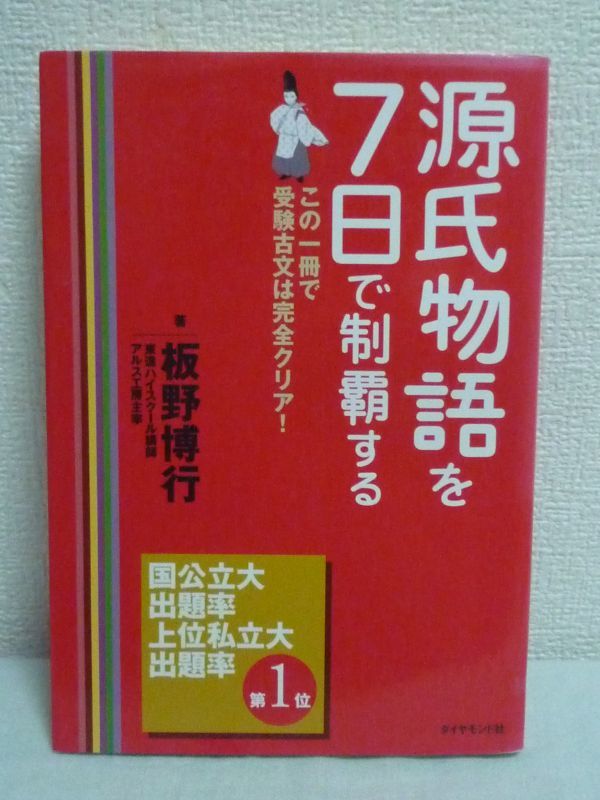 源氏物語を
7日で制覇する
この一冊で
受験古文は完全クリア!
著
板野博行
東進ハイスクール講師
アルス工房主宰
国公立大
出題率
上位私立大
出題率
第1位
ダイヤモンド社